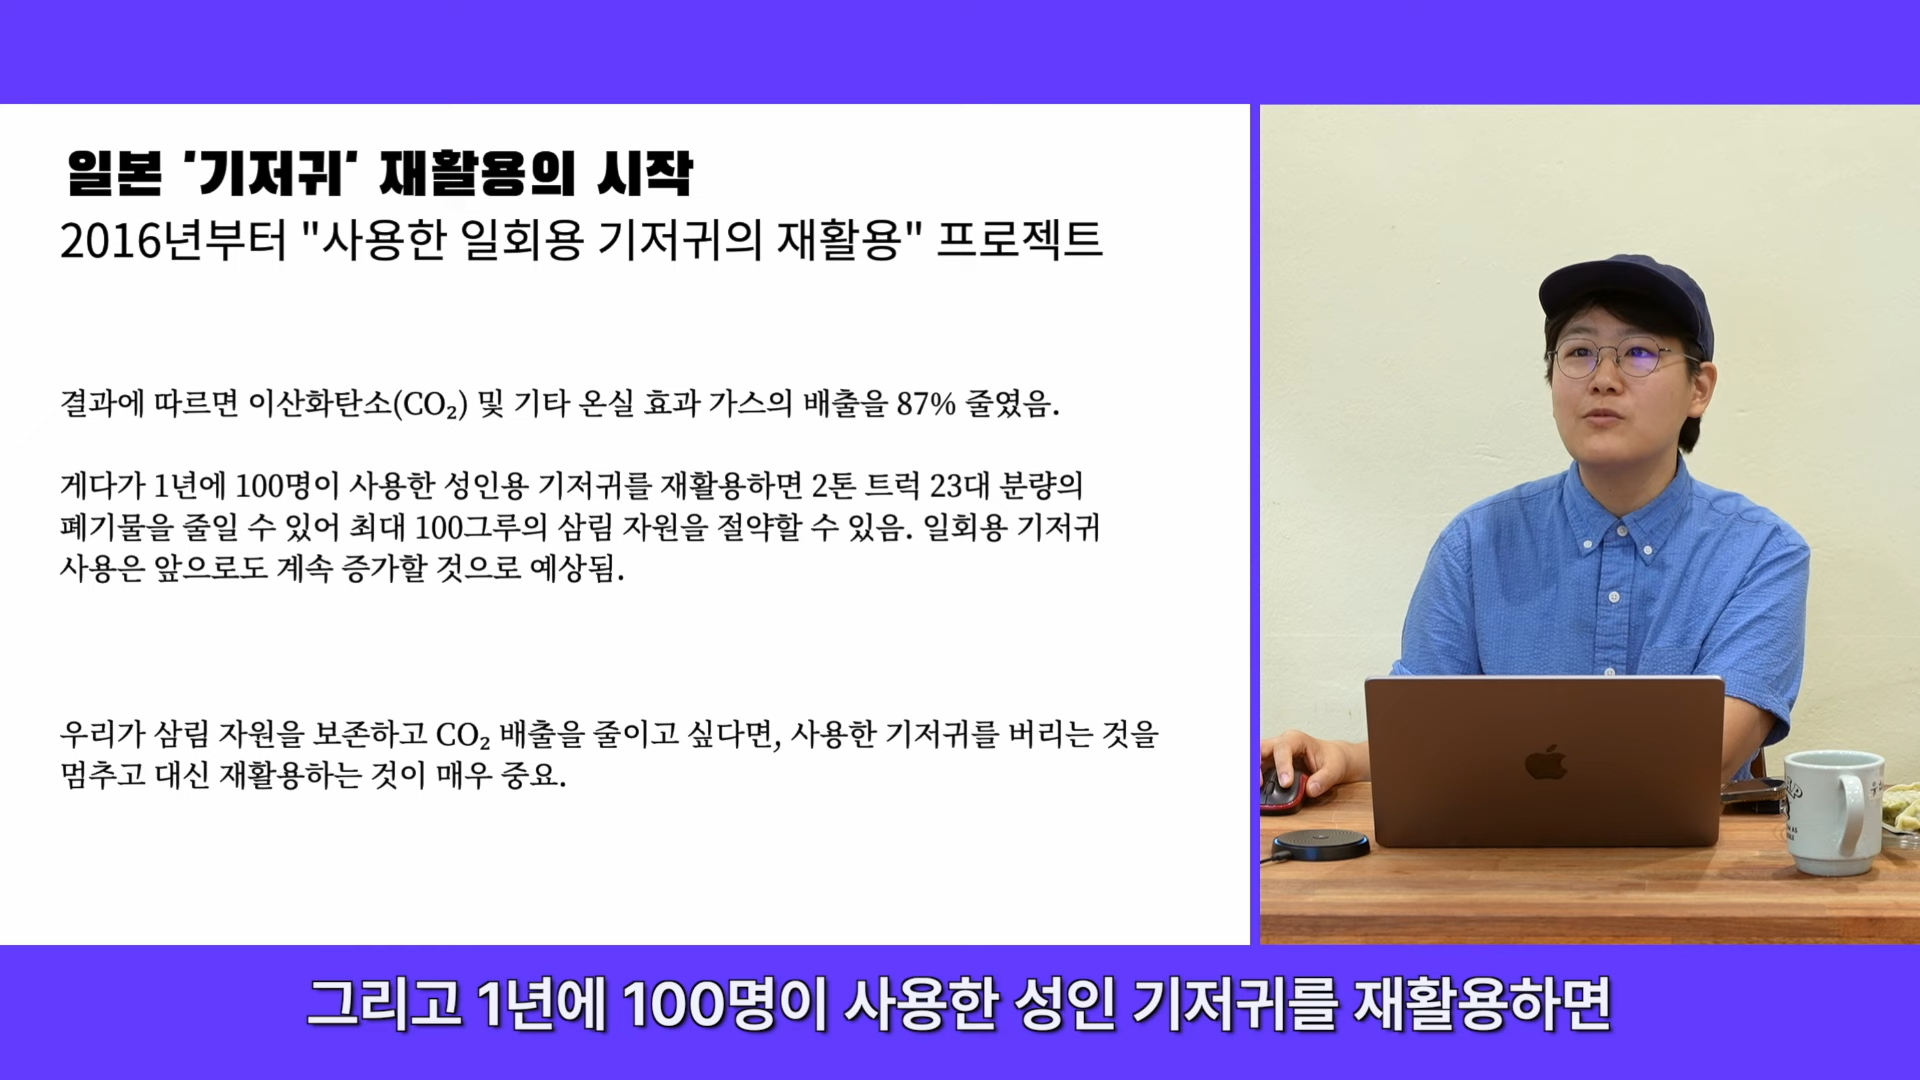 일본 '기저귀' 재활용의 시작
2016년부터 "사용한 일회용 기저귀의 재활용" 프로젝트
결과에 따르면 이산화탄소(CO₂) 및 기타 온실 효과 가스의 배출을 87% 줄였음.
게다가 1년에 100명이 사용한 성인용 기저귀를 재활용하면 2톤 트럭 23대 분량의
폐기물을 줄일 수 있어 최대 100그루의 삼림 자원을 절약할 수 있음. 일회용 기저귀
사용은 앞으로도 계속 증가할 것으로 예상됨.
우리가 삼림 자원을 보존하고 CO₂ 배출을 줄이고 싶다면, 사용한 기저귀를 버리는 것을
멈추고 대신 재활용하는 것이 매우 중요.
그리고 1년에 100명이 사용한 성인 기저귀를 재활용하면